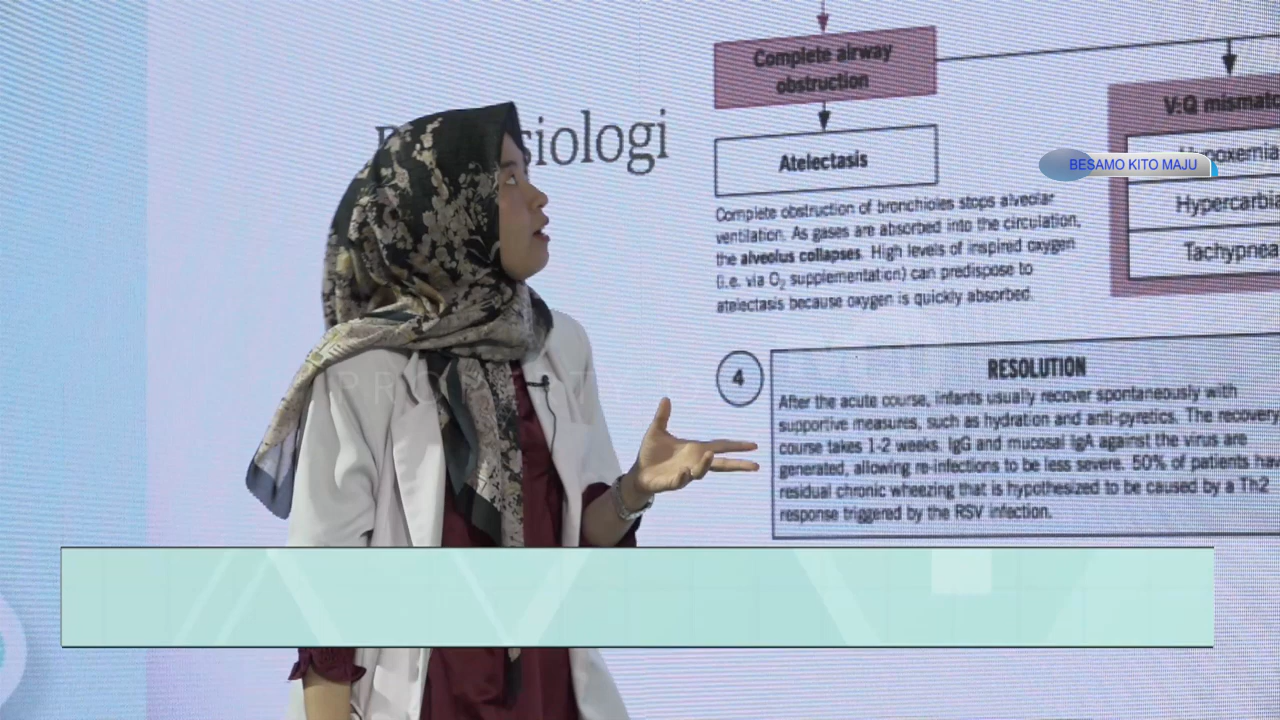 siologi
Complete airway
obstruction
Atelectasis
Complete obstruction of bronchioles stops alveolar
ventilation. As gases are absorbed into the circulation,
the alveolus collapses. High levels of inspired oxygen
(i.e. via O₂ supplementation) can predispose to
atelectasis because oxygen is quickly absorbed.
V:Q mismatc
BESAMO KITO MAJU
Hypercarbia
Tachypnea
4
RESOLUTION
After the acute course, infants usually recover spontaneously with
supportive measures, such as hydration and anti-pyretics. The recovery
course takes 1-2 weeks. IgG and mucosal IgA against the virus are
generated, allowing re-infections to be less severe. 50% of patients hav
residual chronic wheezing that is hypothesized to be caused by a Th2
response triggered by the RSV infection.